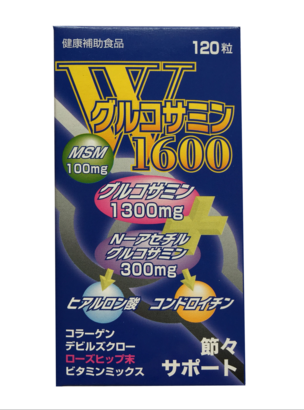 健康補助食品
120粒
W
グルコサミン
1600
MSM
100mg
グルコサミン
1300mg
+
N-アセチル
グルコサミン
300mg
ヒアルロン酸
コンドロイチン
コラーゲン
デビルズクロー
ローズヒップ末
ビタミンミックス
節々
サポート